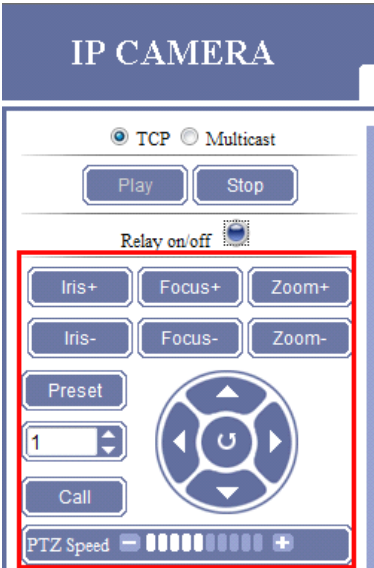 IP CAMERA
TCP Multicast
Play Stop
Relay on/off
Iris+ Focus+ Zoom+
Iris- Focus- Zoom-
Preset
1
Call
PTZ Speed